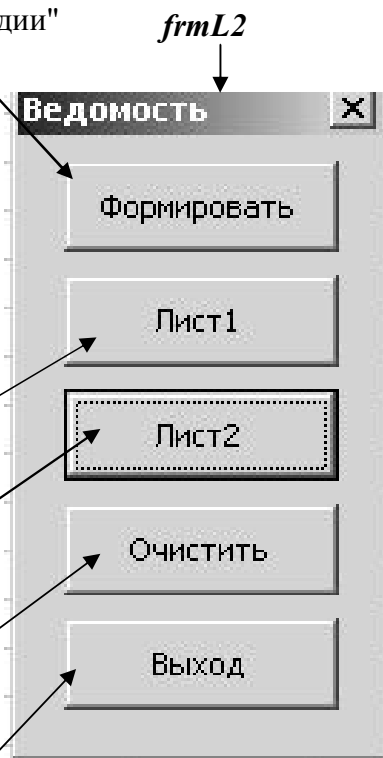 дии"
frmL2
Ведомость
Формировать
Лист1
Лист2
Очистить
Выход